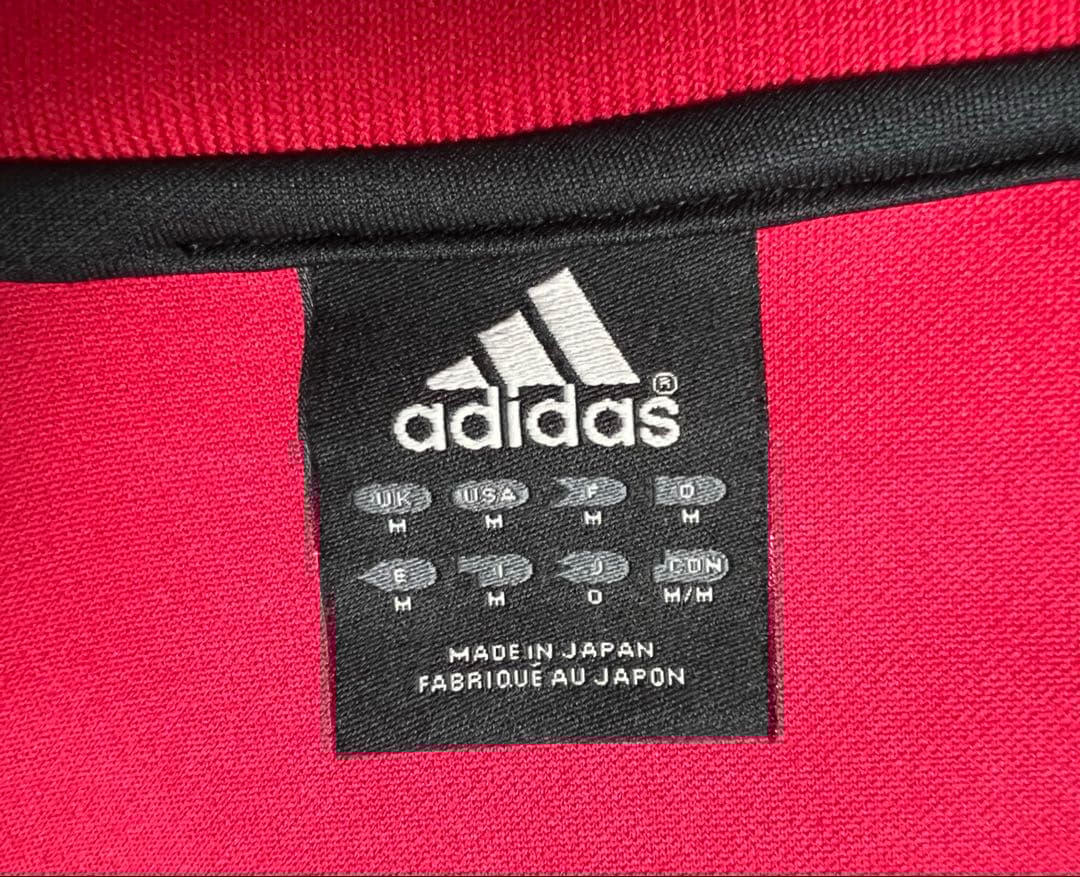 adidas®
UK USA F D
M M M M
E I J CDN
M M O M/M
MADE IN JAPAN
FABRIQUÉ AU JAPON